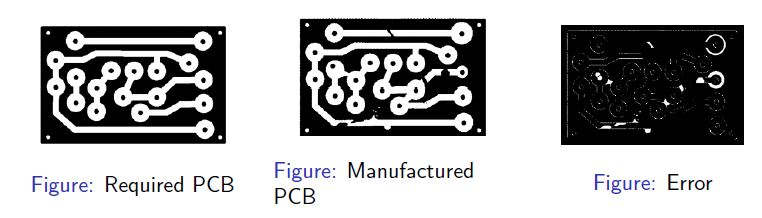 Figure: Required PCB
Figure: Manufactured
PCB
Figure: Error